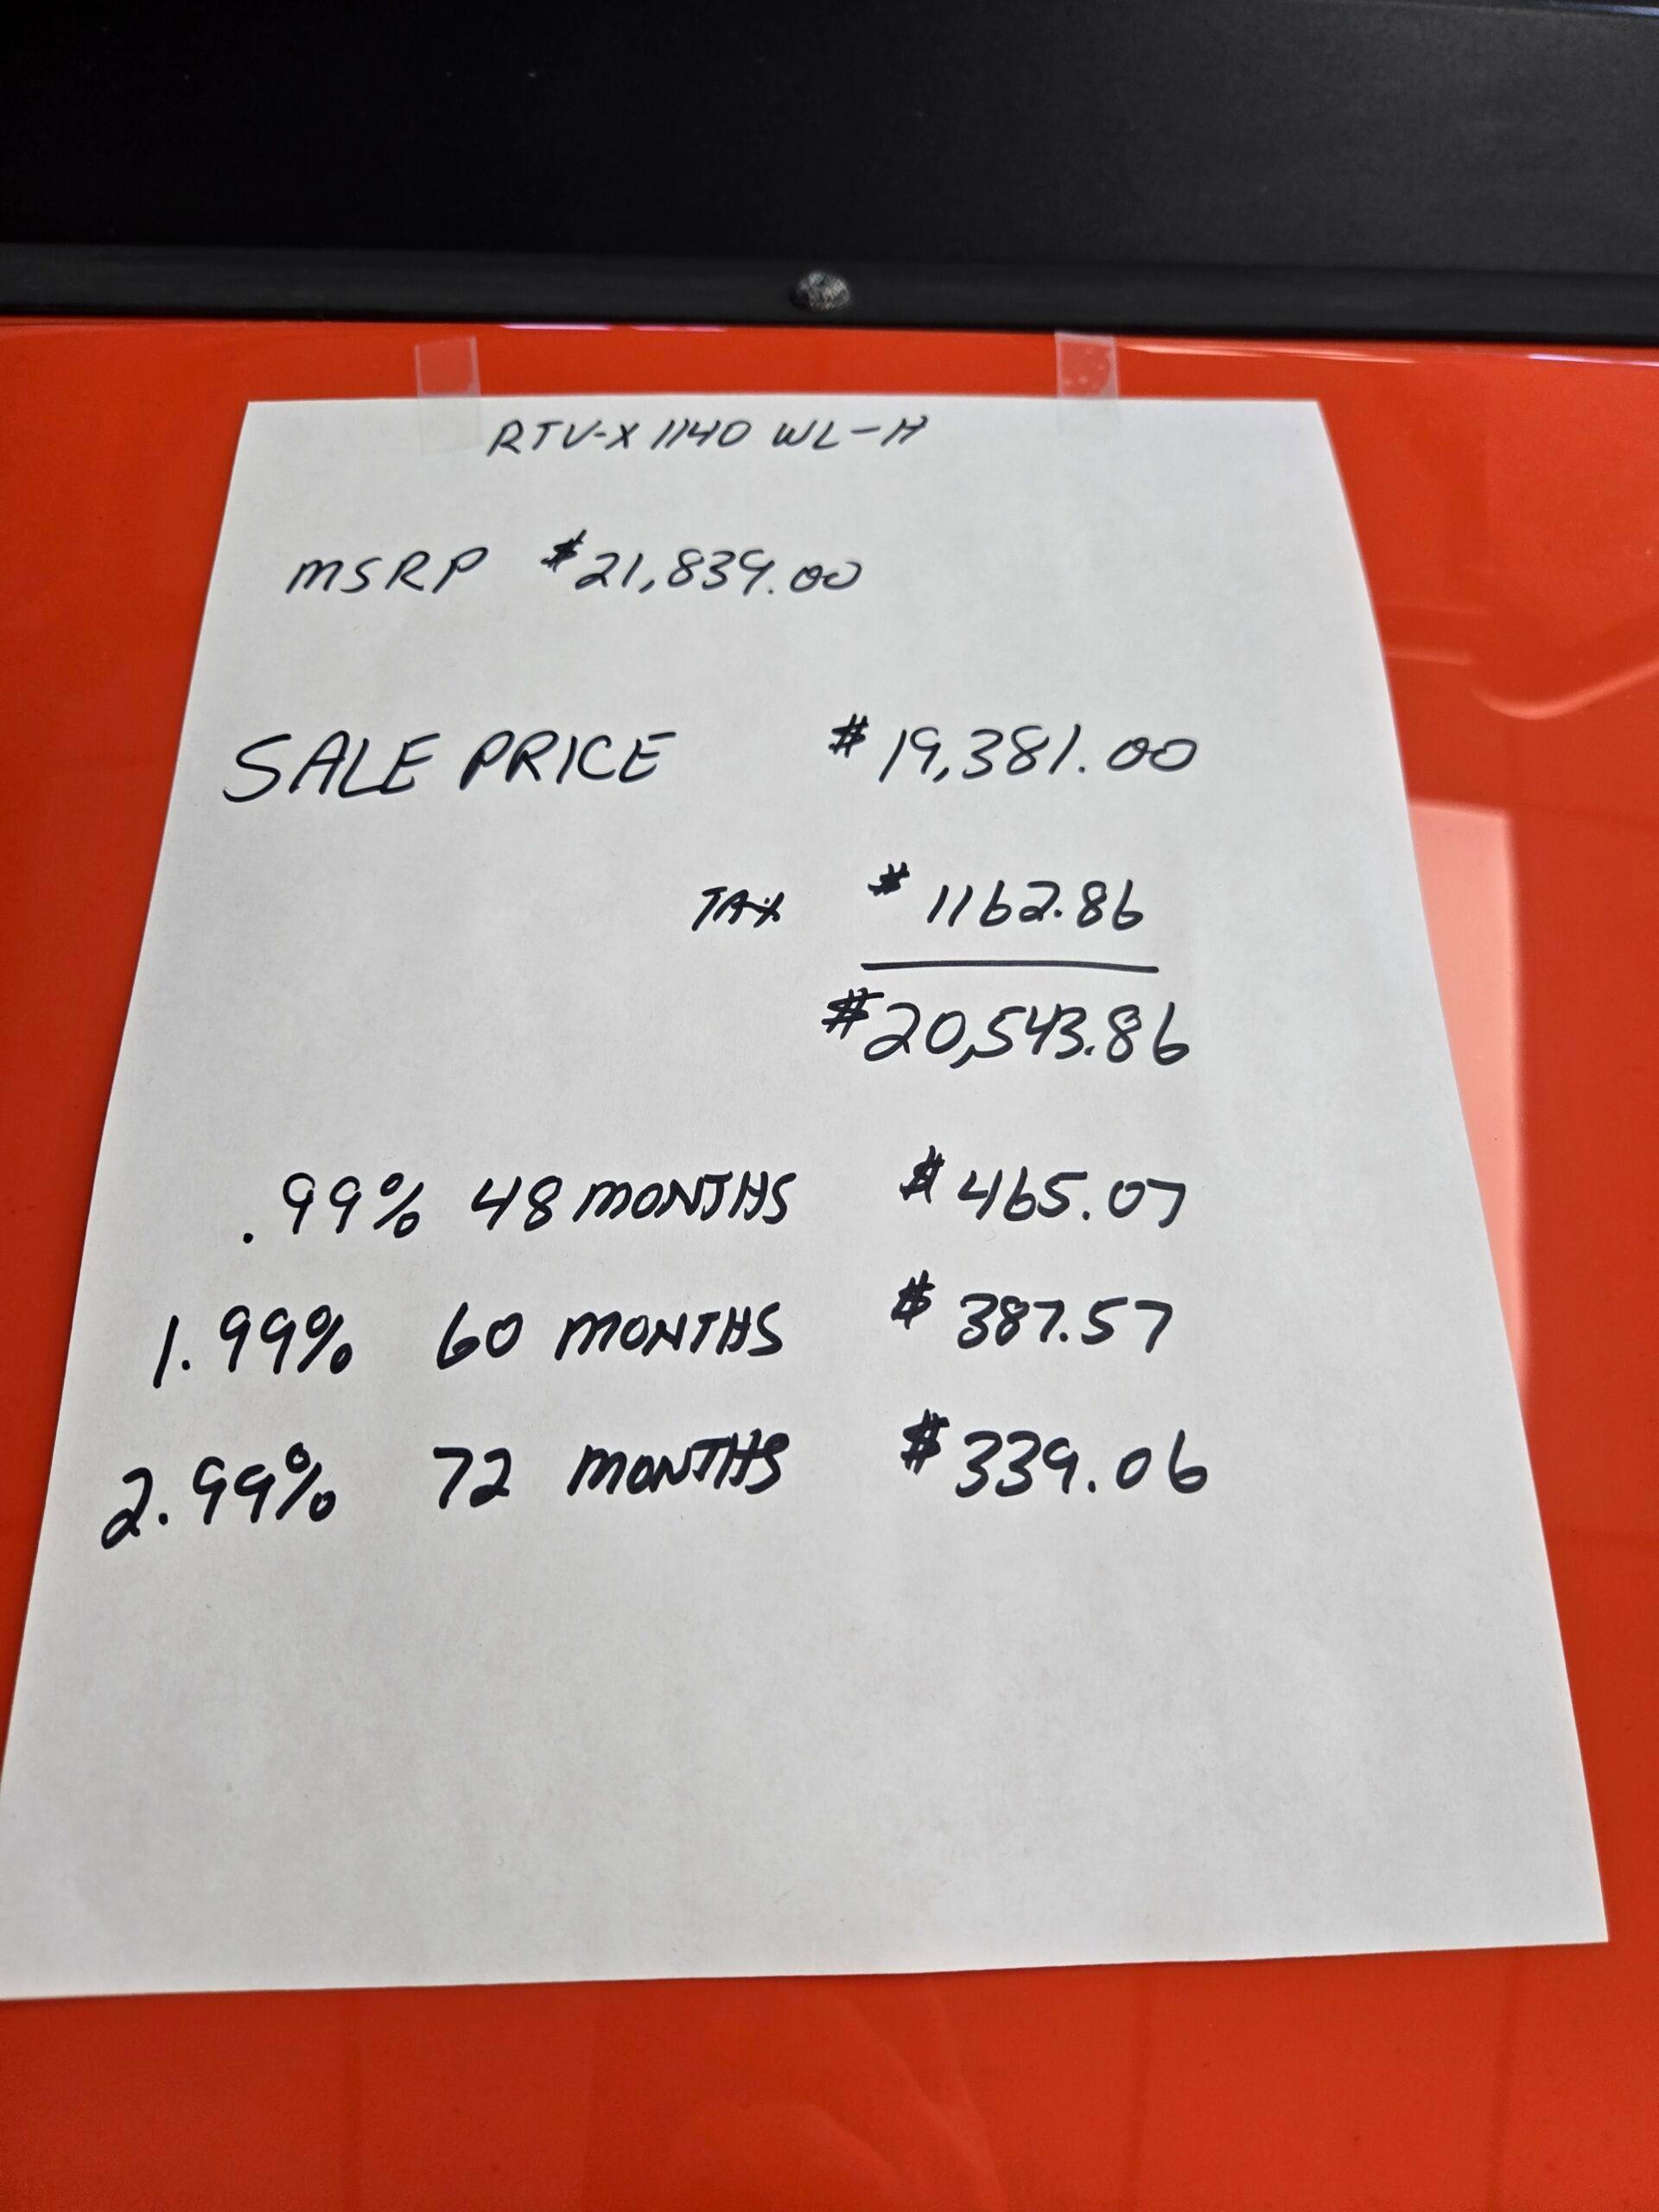 RTV-X 1140 WL-H
MSRP $21,839.00
SALE PRICE $19,381.00
TAX $1162.86
$20,543.86
.99% 48 MONTHS $465.07
1.99% 60 MONTHS $387.57
2.99% 72 MONTHS $339.06